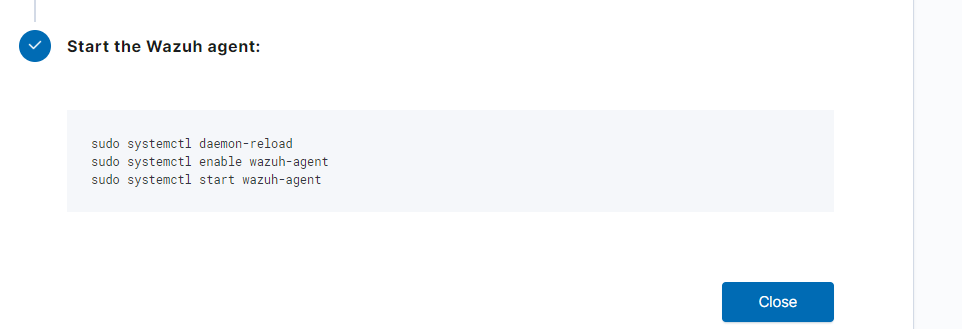 Start the Wazuh agent:
sudo systemctl daemon-reload
sudo systemctl enable wazuh-agent
sudo systemctl start wazuh-agent
Close